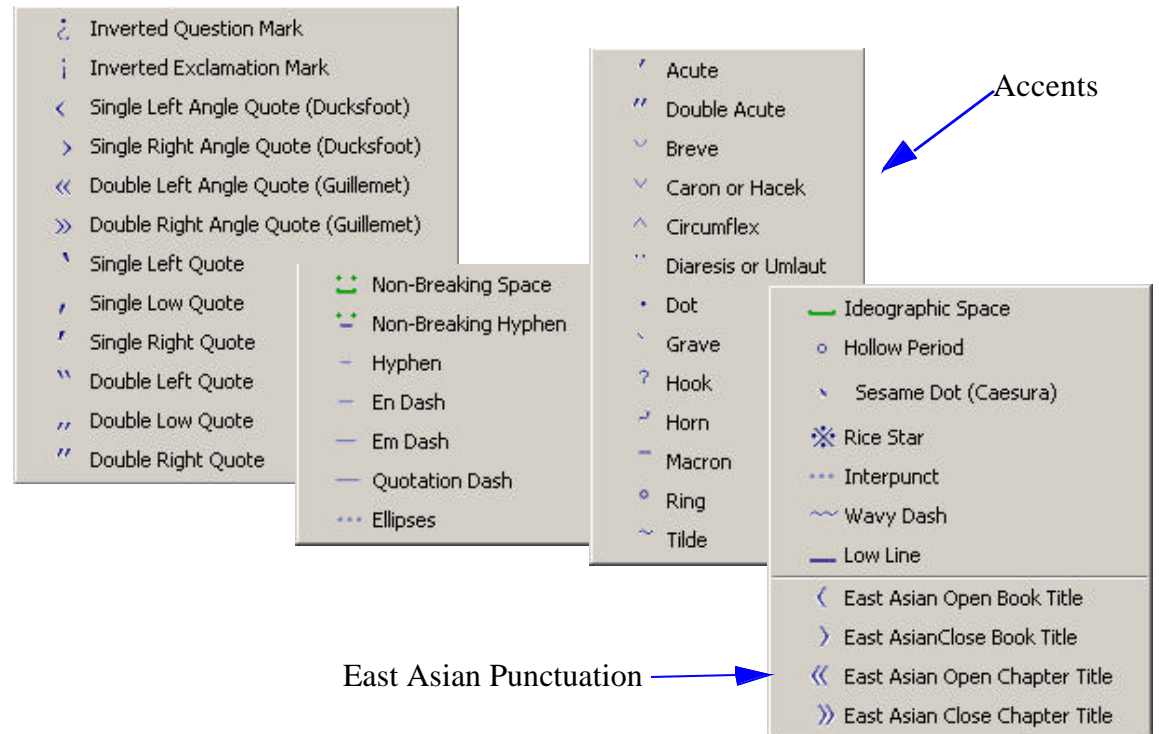 ¿ Inverted Question Mark
¡ Inverted Exclamation Mark
‹ Single Left Angle Quote (Ducksfoot)
› Single Right Angle Quote (Ducksfoot)
« Double Left Angle Quote (Guillemet)
» Double Right Angle Quote (Guillemet)
Single Left Quote
Single Low Quote
Single Right Quote
Double Left Quote
Double Low Quote
Double Right Quote
Non-Breaking Space
Non-Breaking Hyphen
Hyphen
En Dash
Em Dash
Quotation Dash
Ellipses
Acute
Double Acute
Breve
Caron or Hacek
Circumflex
Diaresis or Umlaut
Dot
Grave
Hook
Horn
Macron
Ring
Tilde
Accents
Ideographic Space
Hollow Period
Sesame Dot (Caesura)
※ Rice Star
Interpunct
Wavy Dash
Low Line
East Asian Open Book Title
East AsianClose Book Title
East Asian Open Chapter Title
East Asian Close Chapter Title
East Asian Punctuation